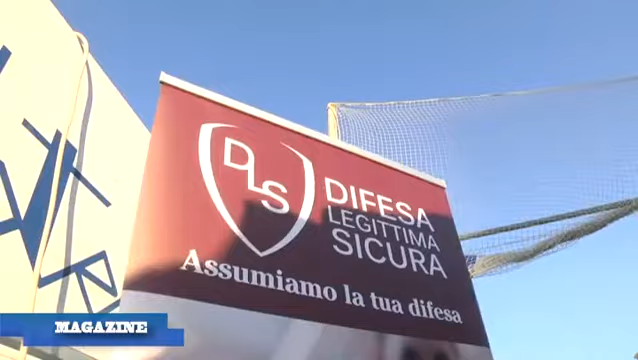 DLS
DIFESA
LEGITTIMA
SICURA
Assumiamo la tua difesa
MAGAZINE